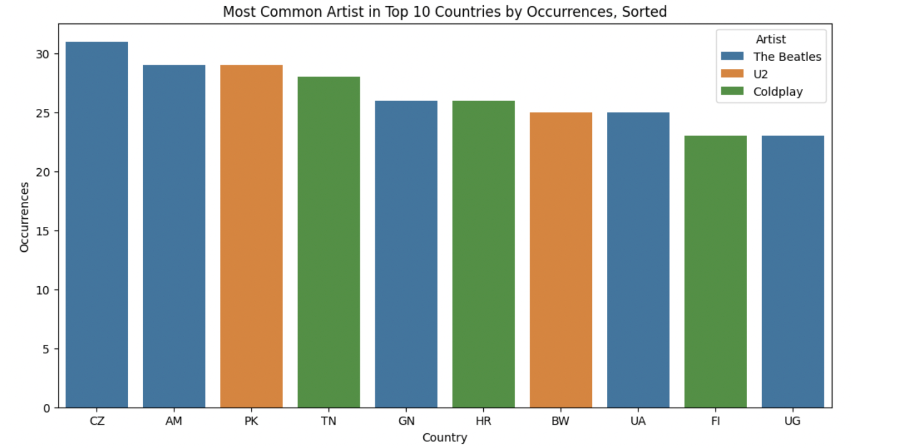 Most Common Artist in Top 10 Countries by Occurrences, Sorted
Artist
The Beatles
U2
Coldplay
Occurrences
30
25
20
15
10
5
0
CZ AM PK TN GN HR BW UA FI UG
Country